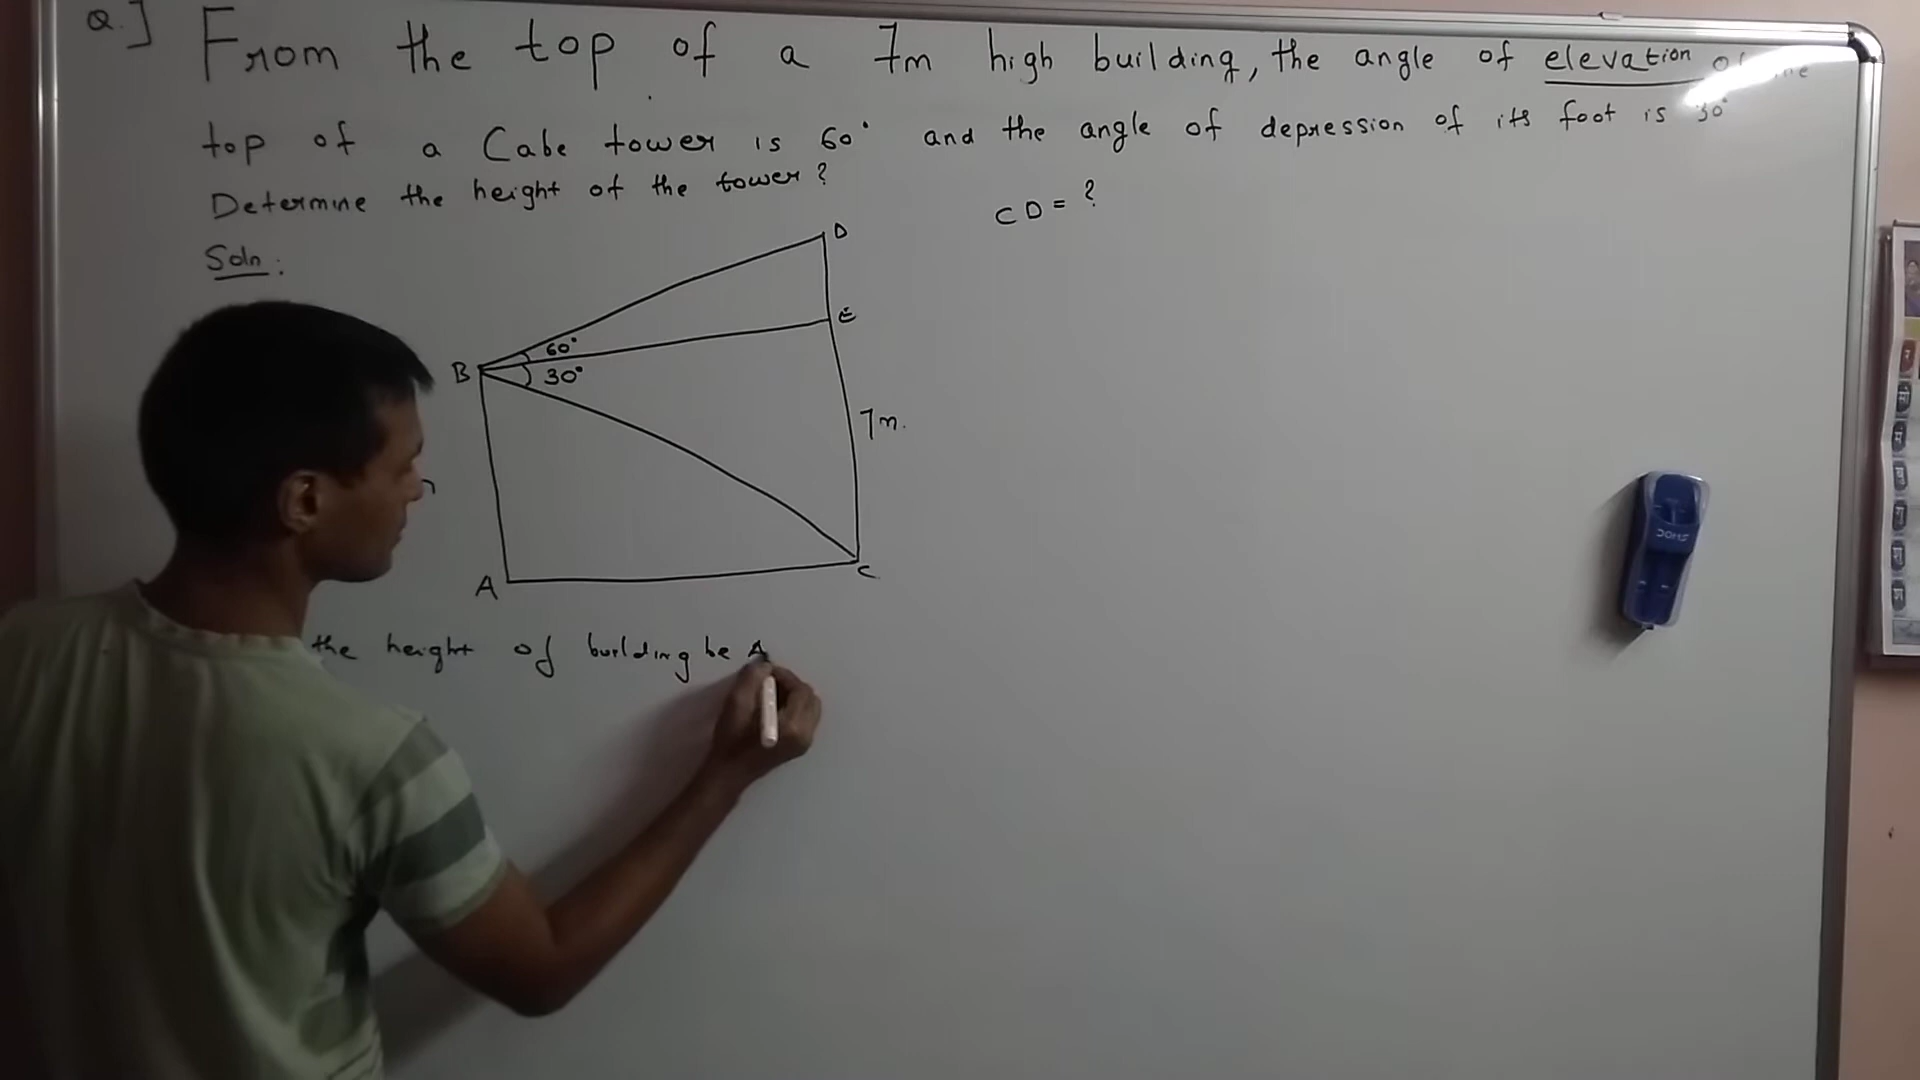 Q.] From the top of a 7m high building, the angle of elevation of the
top of a Cabe tower is 60° and the angle of depression of its foot is 30°
Determine the height of the tower?
CD = ?
Soln:
D
E
B
60°
30°
7m.
A
C
the height of building be A
DOMS